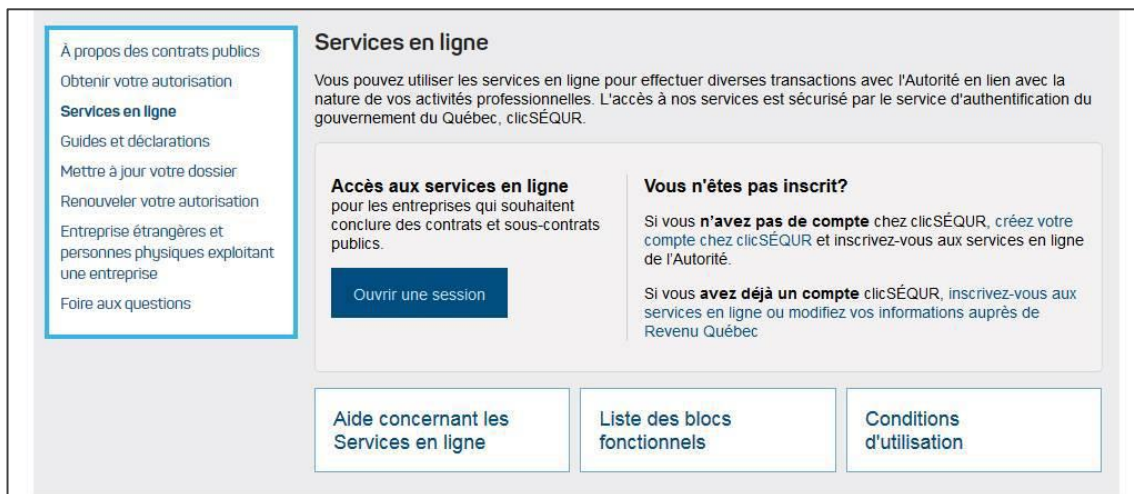 À propos des contrats publics
Obtenir votre autorisation
Services en ligne
Guides et déclarations
Mettre à jour votre dossier
Renouveler votre autorisation
Entreprise étrangères et
personnes physiques exploitant
une entreprise
Foire aux questions
Services en ligne
Vous pouvez utiliser les services en ligne pour effectuer diverses transactions avec l'Autorité en lien avec la
nature de vos activités professionnelles. L'accès à nos services est sécurisé par le service d'authentification du
gouvernement du Québec, clicSÉQUR.
Accès aux services en ligne
pour les entreprises qui souhaitent
conclure des contrats et sous-contrats
publics.
Ouvrir une session
Vous n'êtes pas inscrit?
Si vous n'avez pas de compte chez clicSÉQUR, créez votre
compte chez clicSÉQUR et inscrivez-vous aux services en ligne
de l'Autorité.
Si vous avez déjà un compte clicSÉQUR, inscrivez-vous aux
services en ligne ou modifiez vos informations auprès de
Revenu Québec
Aide concernant les
Services en ligne
Liste des blocs
fonctionnels
Conditions
d'utilisation